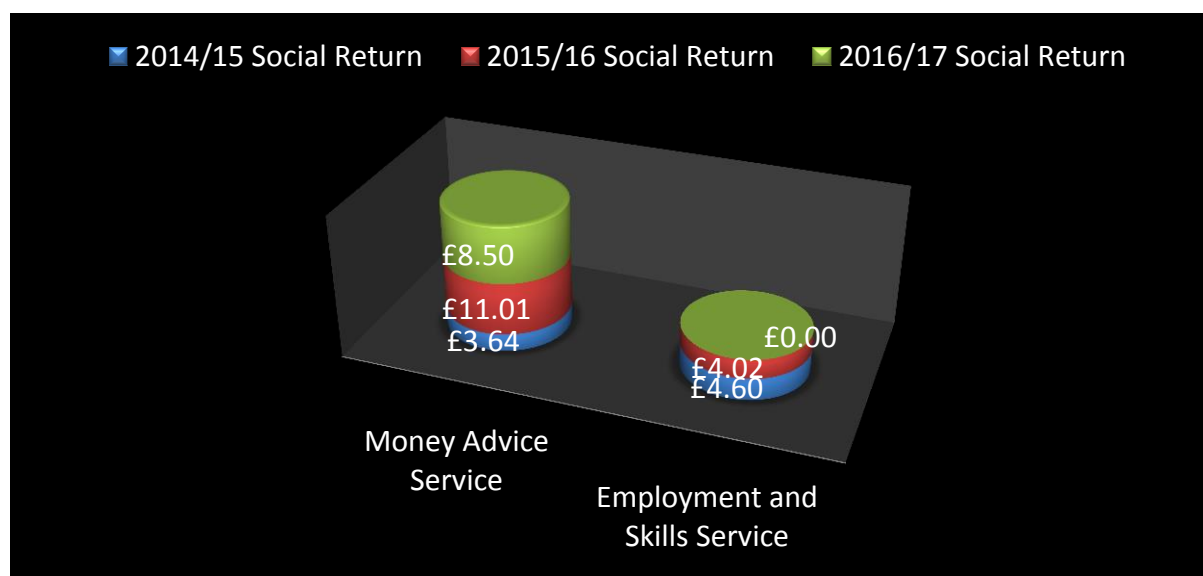 2014/15 Social Return 2015/16 Social Return 2016/17 Social Return
£8.50
£11.01
£3.64
£0.00
£4.02
£4.60
Money Advice
Service
Employment and
Skills Service